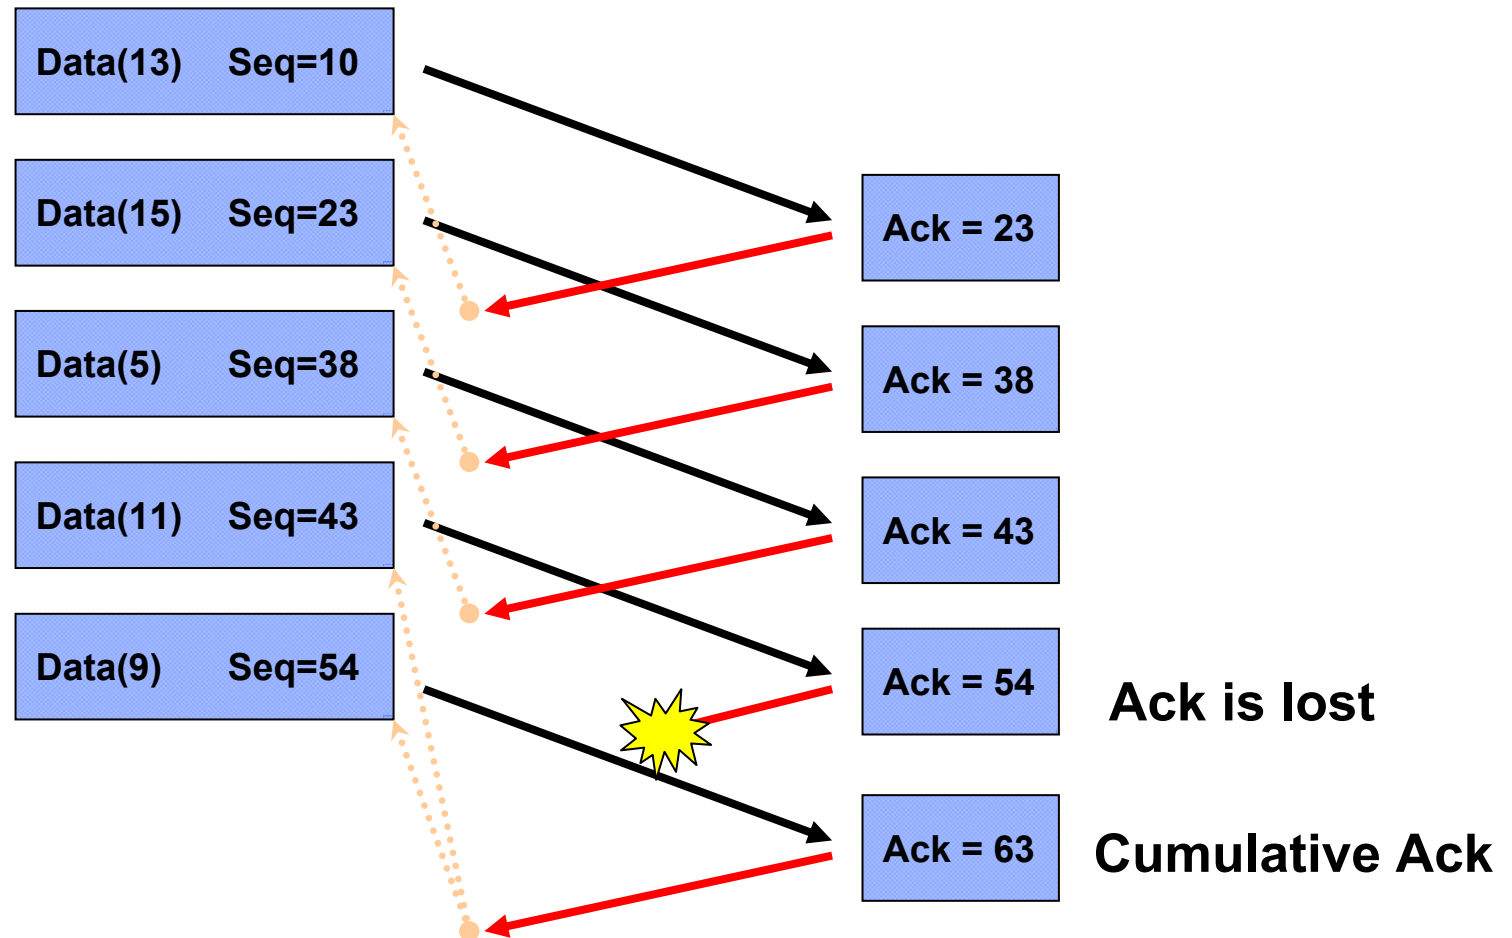 Data(13) Seq=10
Data(15) Seq=23
Ack = 23
Data(5) Seq=38
Ack = 38
Data(11) Seq=43
Ack = 43
Data(9) Seq=54
Ack = 54
Ack is lost
Ack = 63
Cumulative Ack